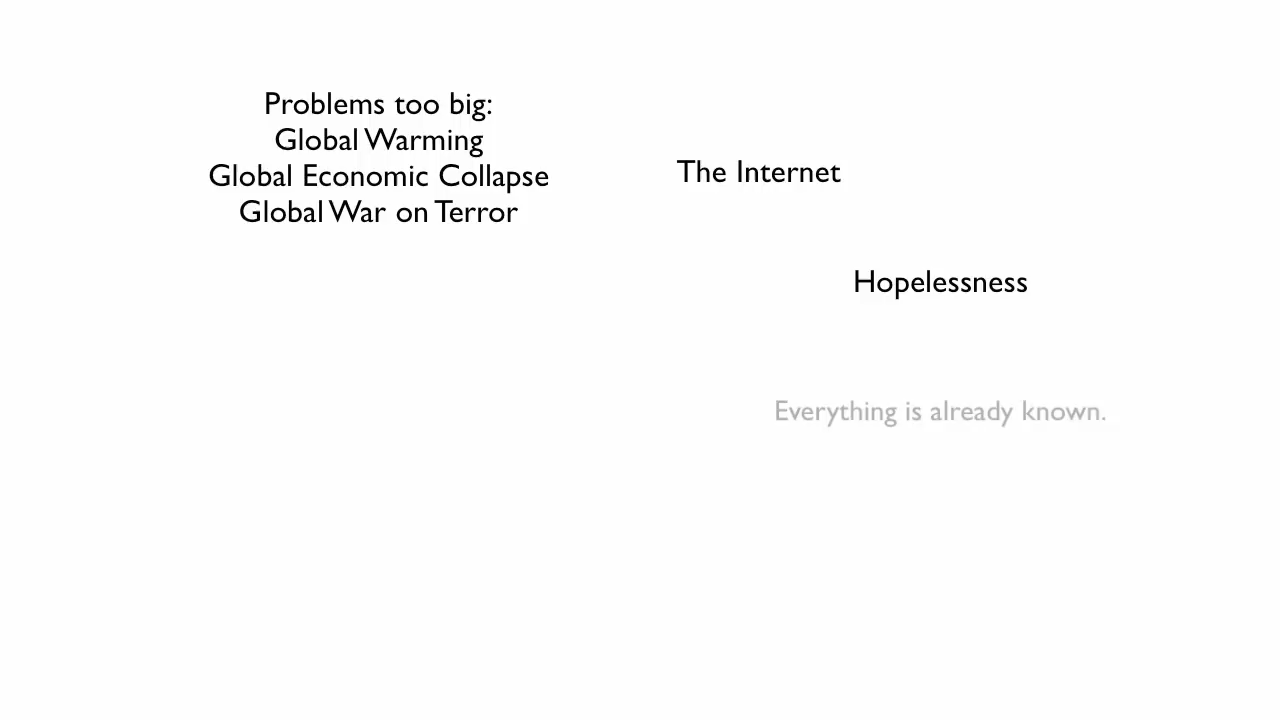 Problems too big:
Global Warming
Global Economic Collapse
Global War on Terror
The Internet
Hopelessness
Everything is already known.